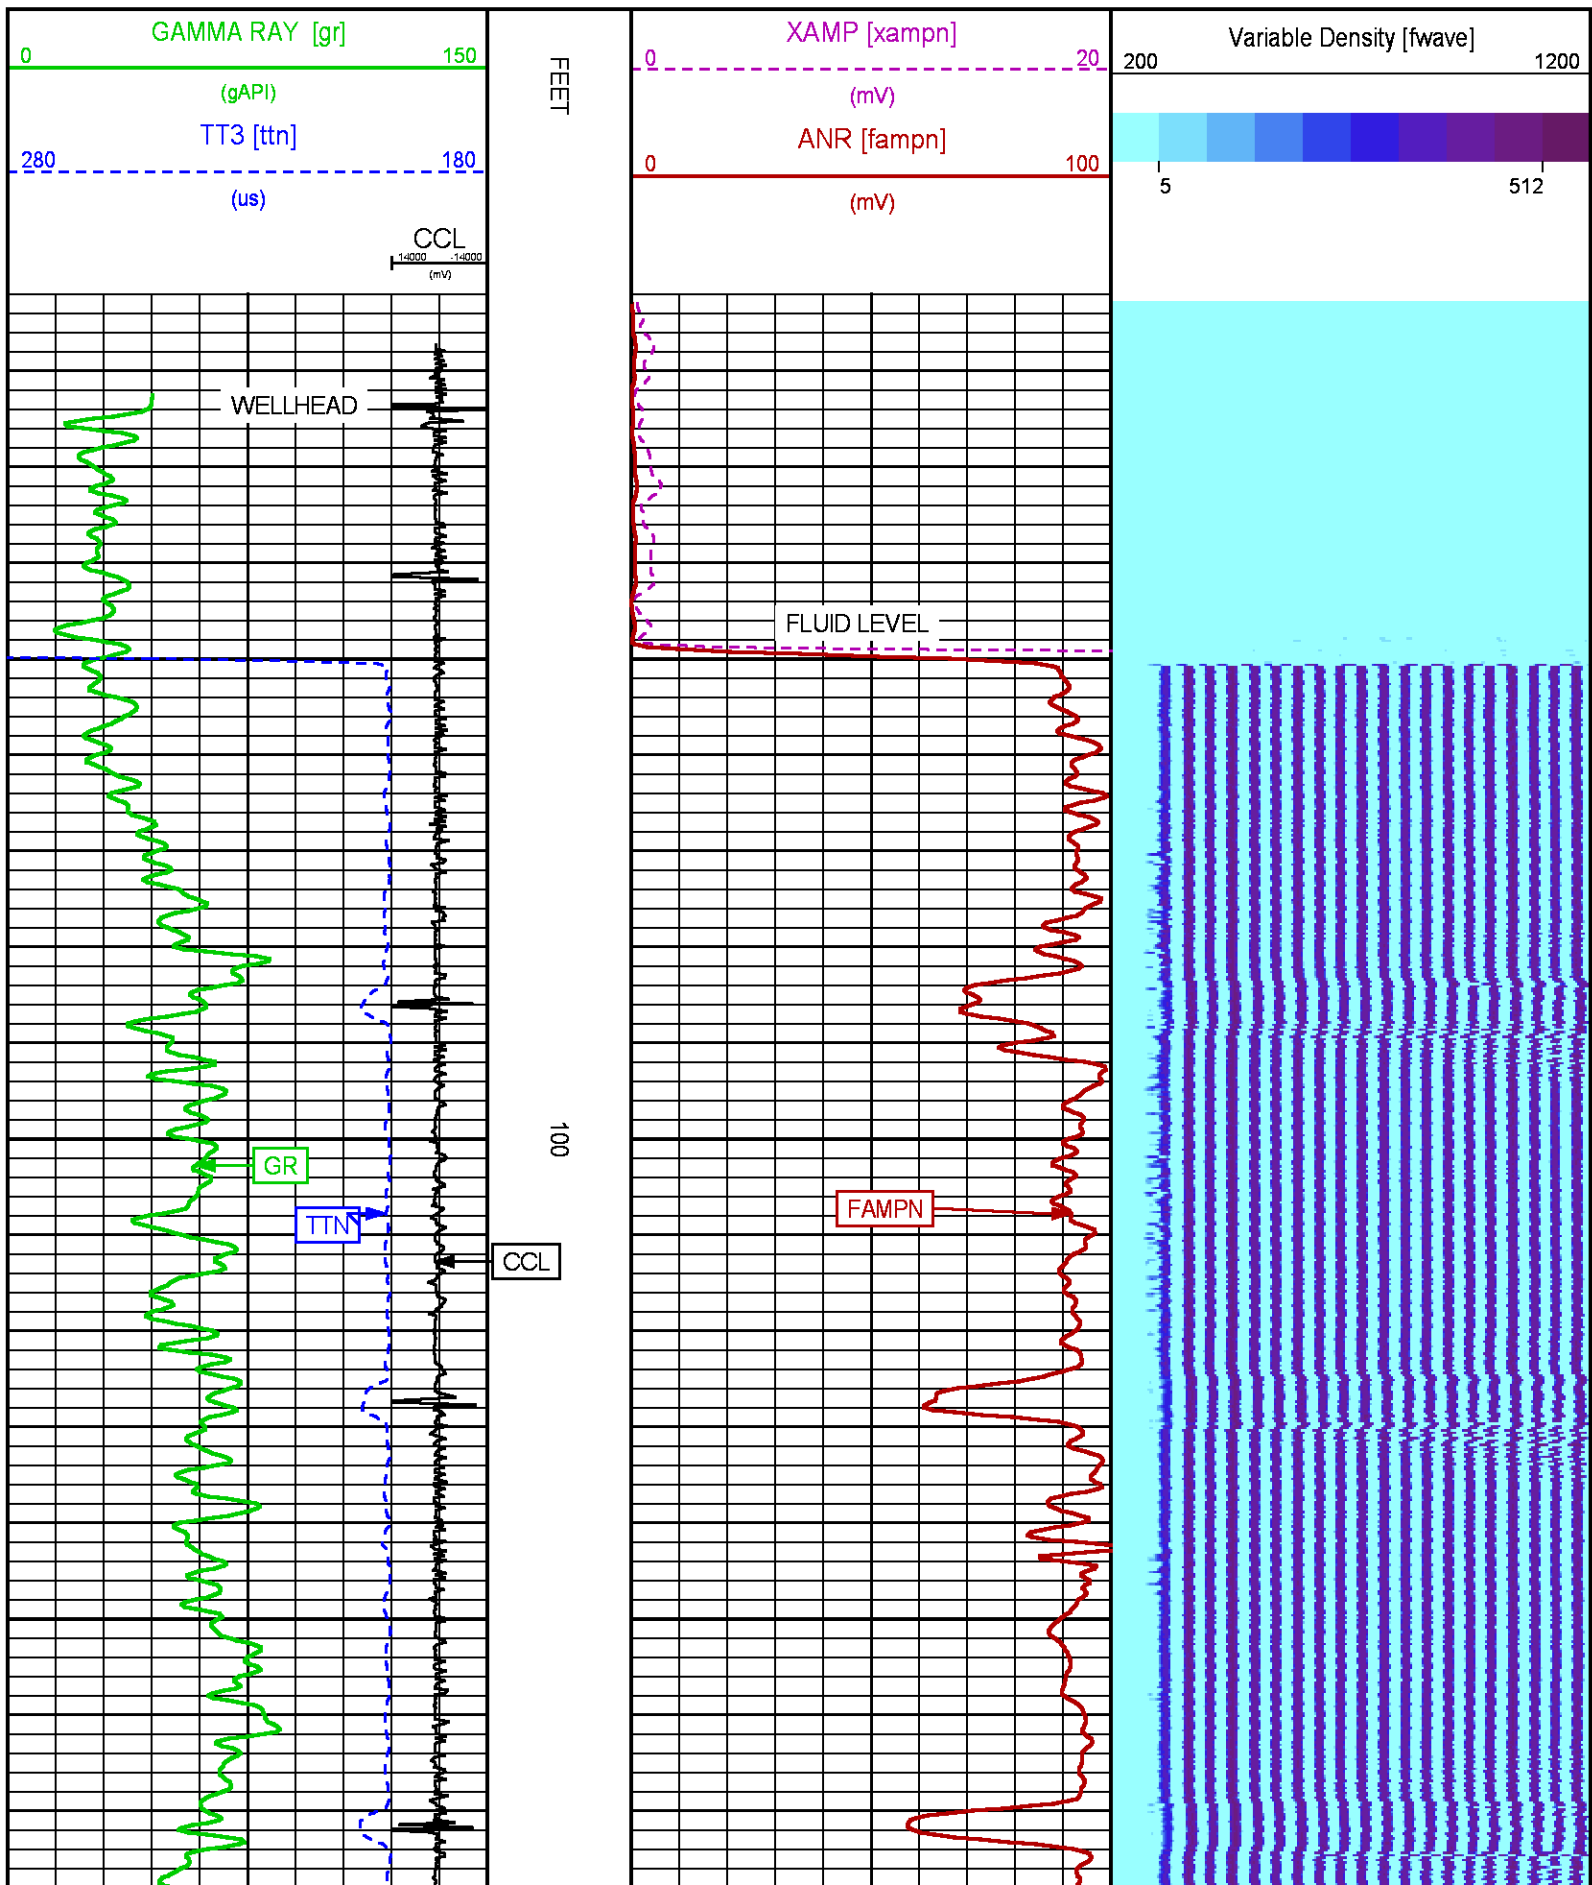 GAMMA RAY [gr]
0 150
(gAPI)
TT3 [ttn]
280 180
(us)
CCL
14000 -14000
(mV)
FEET
XAMP [xampn]
0 20
(mV)
ANR [fampn]
0 100
(mV)
Variable Density [fwave]
200 1200
5 512
WELLHEAD
FLUID LEVEL
100
GR
TTN
FAMPN
CCL